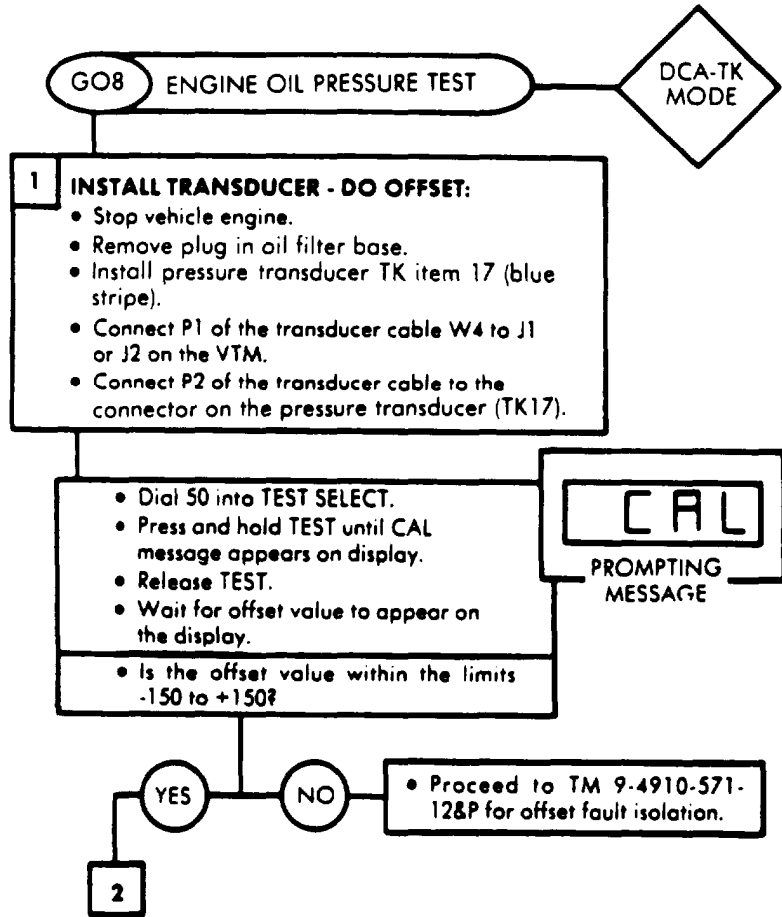 GO8 ENGINE OIL PRESSURE TEST
DCA-TK
MODE
1 INSTALL TRANSDUCER - DO OFFSET:
• Stop vehicle engine.
• Remove plug in oil filter base.
• Install pressure transducer TK item 17 (blue
stripe).
• Connect P1 of the transducer cable W4 to J1
or J2 on the VTM.
• Connect P2 of the transducer cable to the
connector on the pressure transducer (TK17).
• Dial 50 into TEST SELECT.
• Press and hold TEST until CAL
message appears on display.
• Release TEST.
• Wait for offset value to appear on
the display.
• Is the offset value within the limits
-150 to +150?
CAL
PROMPTING
MESSAGE
YES
NO
• Proceed to TM 9-4910-571-
12&P for offset fault isolation.
2